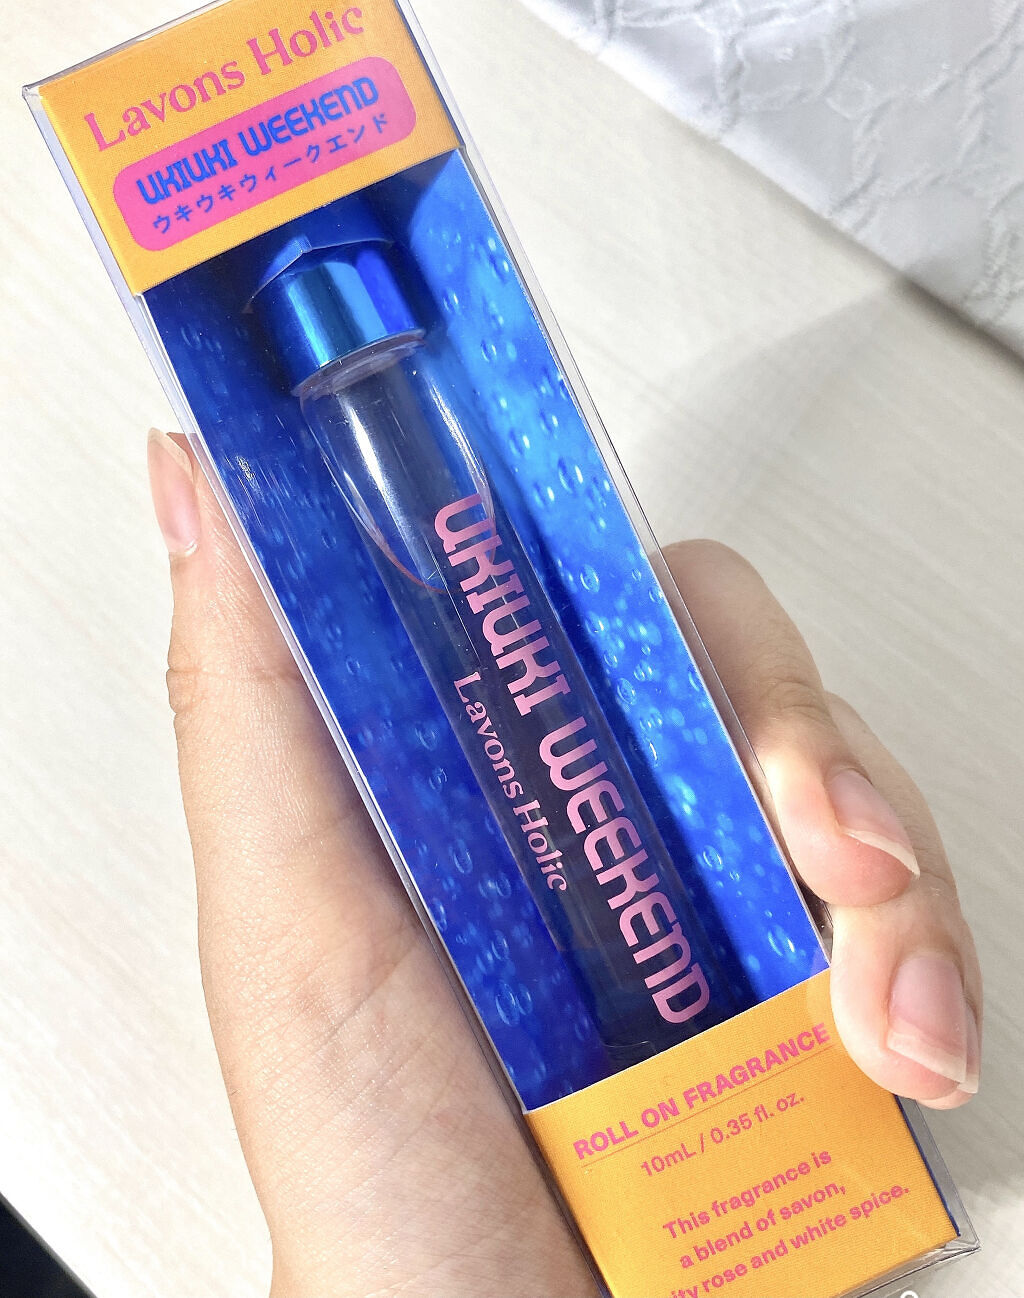 Lavons Holic
UKIUKI WEEKEND
ウキウキウィークエンド
UKIUKI WEEKEND
Lavons Holic
ROLL ON FRAGRANCE
10mL / 0.35 fl. oz.
This fragrance is
a blend of savon,
rose and white spice.